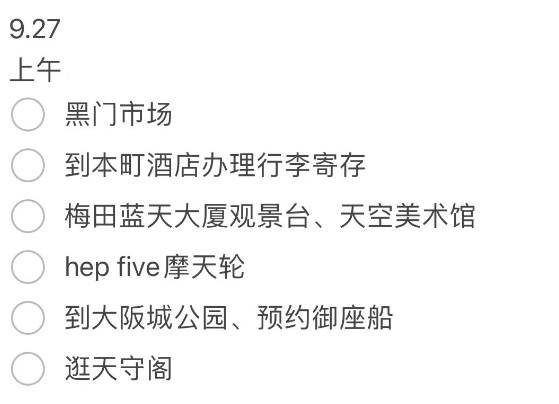 9.27
上午
黑门市场
到本町酒店办理行李寄存
梅田蓝天大厦观景台、天空美术馆
hep five摩天轮
到大阪城公园、预约御座船
逛天守阁